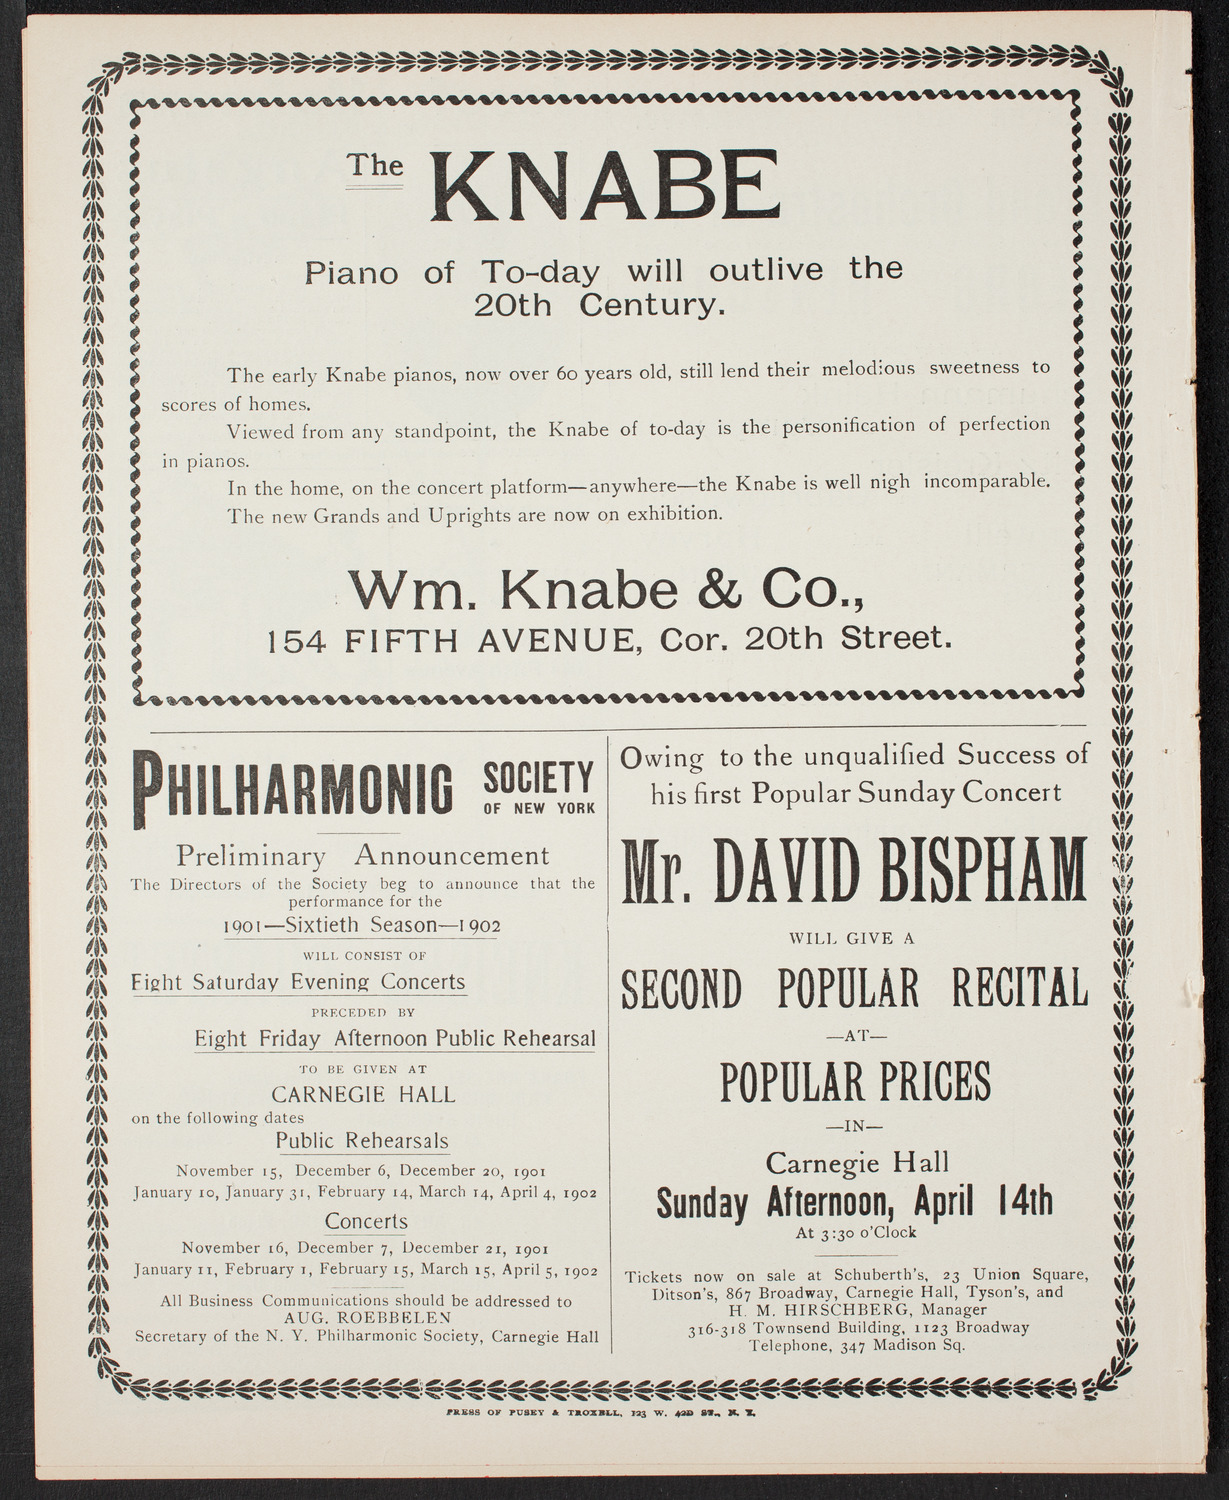 The KNABE
Piano of To-day will outlive the
20th Century.
The early Knabe pianos, now over 60 years old, still lend their melodious sweetness to
scores of homes.
Viewed from any standpoint, the Knabe of to-day is the personification of perfection
in pianos.
In the home, on the concert platform—anywhere—the Knabe is well nigh incomparable.
The new Grands and Uprights are now on exhibition.
Wm. Knabe & Co.,
154 FIFTH AVENUE, Cor. 20th Street.
PHILHARMONIC SOCIETY
OF NEW YORK
Preliminary Announcement
The Directors of the Society beg to announce that the
performance for the
1901—Sixtieth Season—1902
WILL CONSIST OF
Eight Saturday Evening Concerts
PRECEDED BY
Eight Friday Afternoon Public Rehearsal
TO BE GIVEN AT
CARNEGIE HALL
on the following dates
Public Rehearsals
November 15, December 6, December 20, 1901
January 10, January 31, February 14, March 14, April 4, 1902
Concerts
November 16, December 7, December 21, 1901
January 11, February 1, February 15, March 15, April 5, 1902
All Business Communications should be addressed to
AUG. ROEBBELEN
Secretary of the N. Y. Philharmonic Society, Carnegie Hall
Owing to the unqualified Success of
his first Popular Sunday Concert
Mr. DAVID BISPHAM
WILL GIVE A
SECOND POPULAR RECITAL
—AT—
POPULAR PRICES
—IN—
Carnegie Hall
Sunday Afternoon, April 14th
At 3:30 o'Clock
Tickets now on sale at Schuberth's, 23 Union Square,
Ditson's, 867 Broadway, Carnegie Hall, Tyson's, and
H. M. HIRSCHBERG, Manager
316-318 Townsend Building, 1123 Broadway
Telephone, 347 Madison Sq.
PRESS OF PUSEY & TROXELL, 123 W. 42D ST., N. Y.